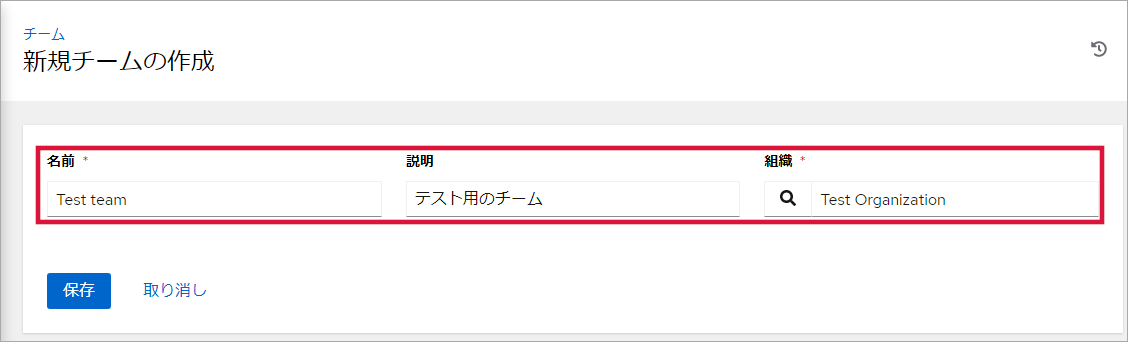 チーム
新規チームの作成
名前 * 説明 組織 *
Test team テスト用のチーム Test Organization
保存 取り消し